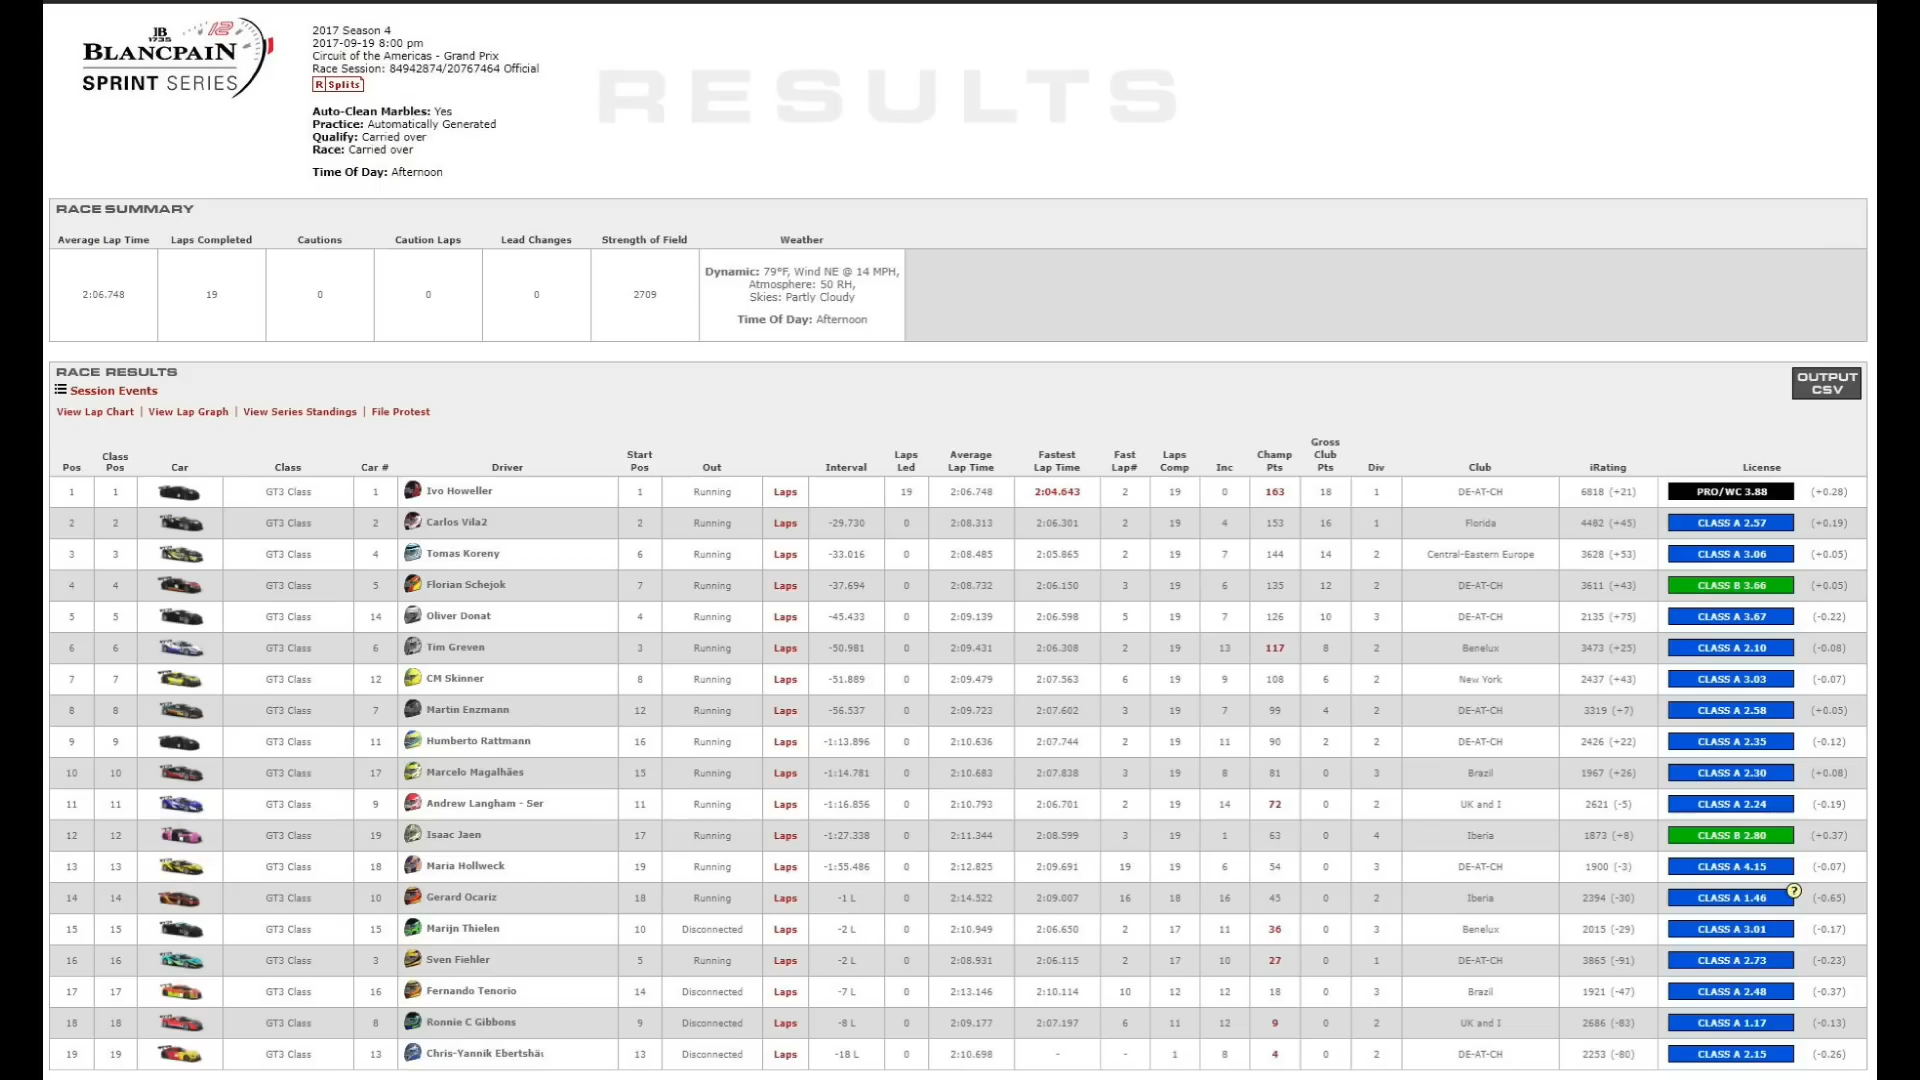 JB
1735
BLANCPAIN
SPRINT SERIES
12
2017 Season 4
2017-09-19 8:00 pm
Circuit of the Americas - Grand Prix
Race Session: 84942874/20767464 Official
R Splits
Auto-Clean Marbles: Yes
Practice: Automatically Generated
Qualify: Carried over
Race: Carried over
Time Of Day: Afternoon
RESULTS
RACE SUMMARY
Average Lap Time Laps Completed Cautions Caution Laps Lead Changes Strength of Field Weather
2:06.748 19 0 0 0 2709 Dynamic: 79°F, Wind NE @ 14 MPH,
Atmosphere: 50 RH,
Skies: Partly Cloudy
Time Of Day: Afternoon
RACE RESULTS
Session Events
View Lap Chart | View Lap Graph | View Series Standings | File Protest
OUTPUT CSV
Pos Class Pos Car Class Car # Driver Start Pos Out Interval Laps Led Average Lap Time Fastest Lap Time Fast Lap# Laps Comp Inc Champ Pts Gross Club Pts Div Club iRating License
1 1 GT3 Class 1 Ivo Howeller 1 Running Laps 19 2:06.748 2:04.643 2 19 0 163 18 1 DE-AT-CH 6818 (+21) PRO/WC 3.88 (+0.28)
2 2 GT3 Class 2 Carlos Vila2 2 Running Laps -29.730 0 2:08.313 2:06.301 2 19 4 153 16 1 Florida 4482 (+45) CLASS A 2.57 (+0.19)
3 3 GT3 Class 4 Tomas Koreny 6 Running Laps -33.016 0 2:08.485 2:05.865 2 19 7 144 14 2 Central-Eastern Europe 3628 (+53) CLASS A 3.06 (+0.05)
4 4 GT3 Class 5 Florian Schejok 7 Running Laps -37.694 0 2:08.732 2:06.150 3 19 6 135 12 2 DE-AT-CH 3611 (+43) CLASS B 3.66 (+0.05)
5 5 GT3 Class 14 Oliver Donat 4 Running Laps -45.433 0 2:09.139 2:06.598 5 19 7 126 10 3 DE-AT-CH 2135 (+75) CLASS A 3.67 (-0.22)
6 6 GT3 Class 6 Tim Greven 3 Running Laps -50.981 0 2:09.431 2:06.308 2 19 13 117 8 2 Benelux 3473 (+25) CLASS A 2.10 (-0.08)
7 7 GT3 Class 12 CM Skinner 8 Running Laps -51.889 0 2:09.479 2:07.563 6 19 9 108 6 2 New York 2437 (+43) CLASS A 3.03 (-0.07)
8 8 GT3 Class 7 Martin Enzmann 12 Running Laps -56.537 0 2:09.723 2:07.602 3 19 7 99 4 2 DE-AT-CH 3319 (+7) CLASS A 2.58 (+0.05)
9 9 GT3 Class 11 Humberto Rattmann 16 Running Laps -1:13.896 0 2:10.636 2:07.744 2 19 11 90 2 2 DE-AT-CH 2426 (+22) CLASS A 2.35 (-0.12)
10 10 GT3 Class 17 Marcelo Magalhães 15 Running Laps -1:14.781 0 2:10.683 2:07.838 3 19 8 81 0 3 Brazil 1967 (+26) CLASS A 2.30 (+0.08)
11 11 GT3 Class 9 Andrew Langham - Ser 11 Running Laps -1:16.856 0 2:10.793 2:06.701 2 19 14 72 0 2 UK and I 2621 (-5) CLASS A 2.24 (-0.19)
12 12 GT3 Class 19 Isaac Jaen 17 Running Laps -1:27.338 0 2:11.344 2:08.599 3 19 1 63 0 4 Iberia 1873 (+8) CLASS B 2.80 (+0.37)
13 13 GT3 Class 18 Maria Hollweck 19 Running Laps -1:55.486 0 2:12.825 2:09.691 19 19 6 54 0 3 DE-AT-CH 1900 (-3) CLASS A 4.15 (-0.07)
14 14 GT3 Class 10 Gerard Ocariz 18 Running Laps -1 L 0 2:14.522 2:09.007 16 18 16 45 0 2 Iberia 2394 (-30) CLASS A 1.46 ? (-0.65)
15 15 GT3 Class 15 Marijn Thielen 10 Disconnected Laps -2 L 0 2:10.949 2:06.650 2 17 11 36 0 3 Benelux 2015 (-29) CLASS A 3.01 (-0.17)
16 16 GT3 Class 3 Sven Fiehler 5 Running Laps -2 L 0 2:08.931 2:06.115 2 17 10 27 0 1 DE-AT-CH 3865 (-91) CLASS A 2.73 (-0.23)
17 17 GT3 Class 16 Fernando Tenorio 14 Disconnected Laps -7 L 0 2:13.146 2:10.114 10 12 12 18 0 3 Brazil 1921 (-47) CLASS A 2.48 (-0.37)
18 18 GT3 Class 8 Ronnie C Gibbons 9 Disconnected Laps -8 L 0 2:09.177 2:07.197 6 11 12 9 0 2 UK and I 2686 (-83) CLASS A 1.17 (-0.13)
19 19 GT3 Class 13 Chris-Yannik Ebertshäu 13 Disconnected Laps -18 L 0 2:10.698 - - 1 8 4 0 2 DE-AT-CH 2253 (-80) CLASS A 2.15 (-0.26)